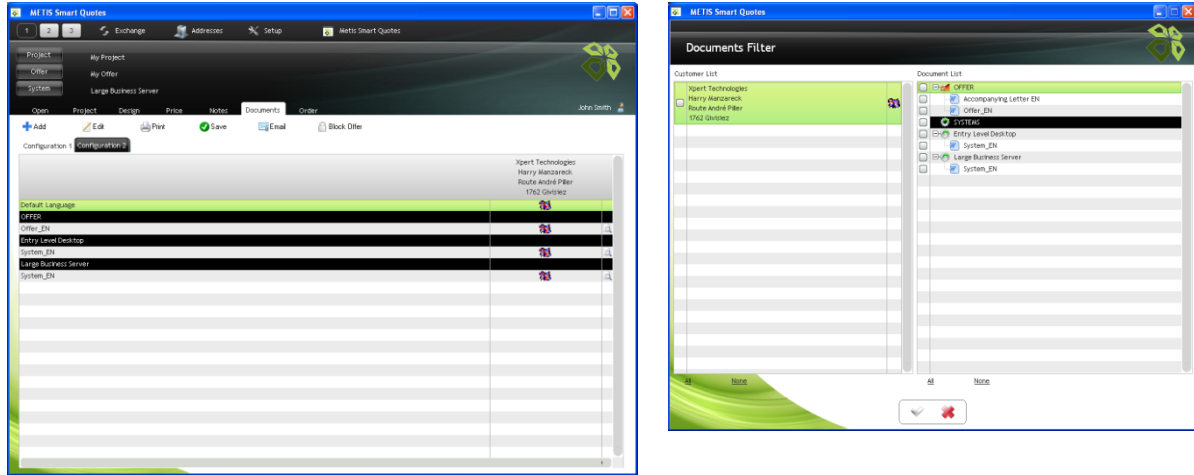 METIS Smart Quotes
1 2 3 Exchange Addresses Setup Metis Smart Quotes
Project My Project
Offer My Offer
System Large Business Server
Open Project Design Price Notes Documents Order John Smith
Add Edit Print Save Email Block Offer
Configuration 1 Configuration 2
Xpert Technologies
Harry Manzareck
Route André Piller
1762 Givisiez
Default Language
OFFER
Offer_EN
Entry Level Desktop
System_EN
Large Business Server
System_EN
METIS Smart Quotes
Documents Filter
Customer List
Xpert Technologies
Harry Manzareck
Route André Piller
1762 Givisiez
All None
Document List
OFFER
Accompanying Letter EN
Offer_EN
SYSTEMS
Entry Level Desktop
System_EN
Large Business Server
System_EN
All None